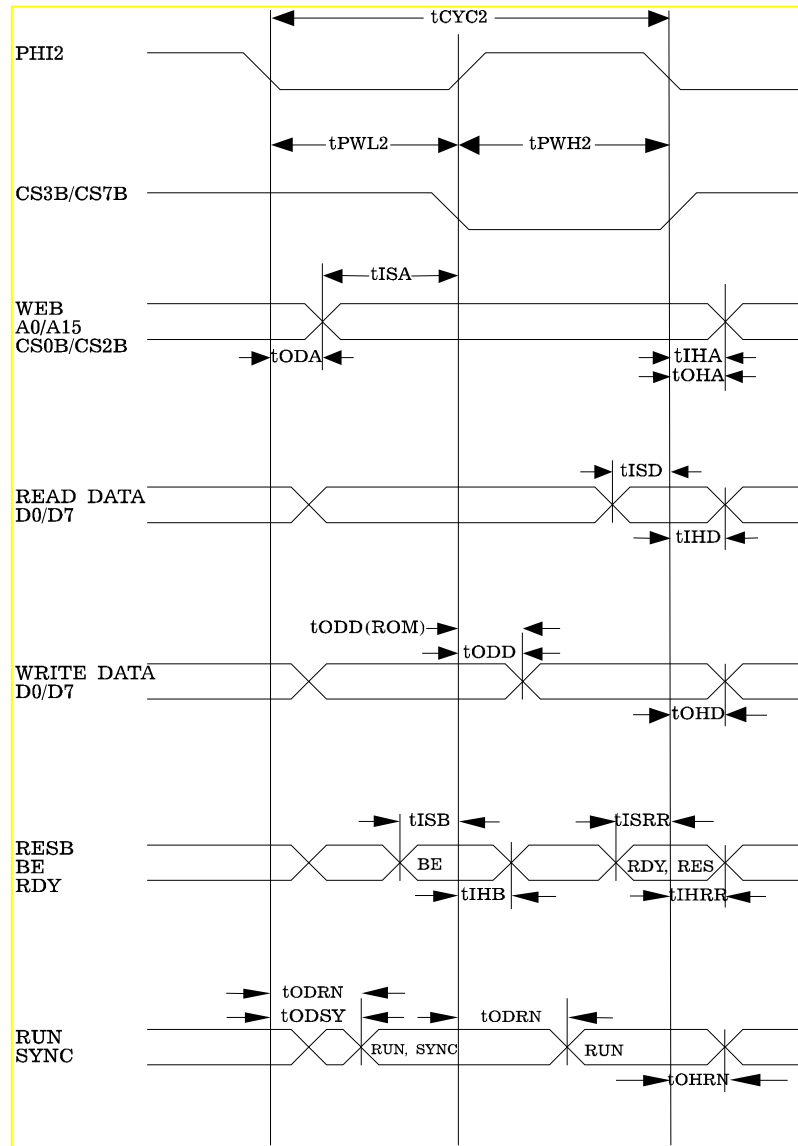 tCYC2
PHI2
tPWL2
tPWH2
CS3B/CS7B
tISA
WEB
A0/A15
CS0B/CS2B
tODA
tIHA
tOHA
tISD
READ DATA
D0/D7
tIHD
tODD(ROM)
tODD
WRITE DATA
D0/D7
tOHD
tISB
tISRR
RESB
BE
RDY
BE
RDY, RES
tIHB
tIHRR
tODRN
tODSY
tODRN
RUN
SYNC
RUN, SYNC
RUN
tOHRN